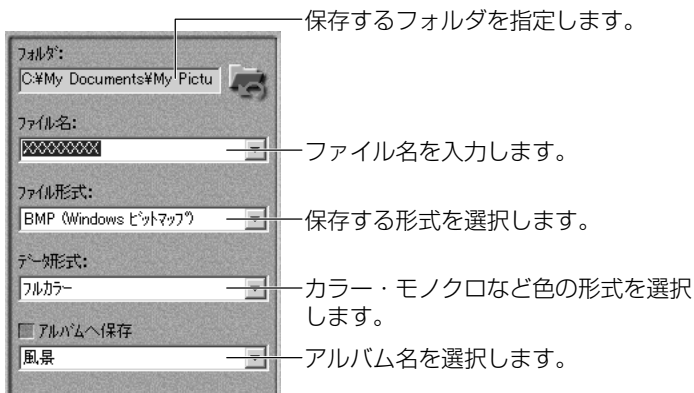 保存するフォルダを指定します。
ﾌｫﾙﾀﾞ:
C:¥My Documents¥My Pictu
ﾌｧｲﾙ名:
XXXXXXXX
ファイル名を入力します。
ﾌｧｲﾙ形式:
BMP (Windows ﾋﾞｯﾄﾏｯﾌﾟ)
保存する形式を選択します。
ﾃﾞｰﾀ形式:
ﾌﾙｶﾗｰ
カラー・モノクロなど色の形式を選択
します。
ｱﾙﾊﾞﾑへ保存
風景
アルバム名を選択します。